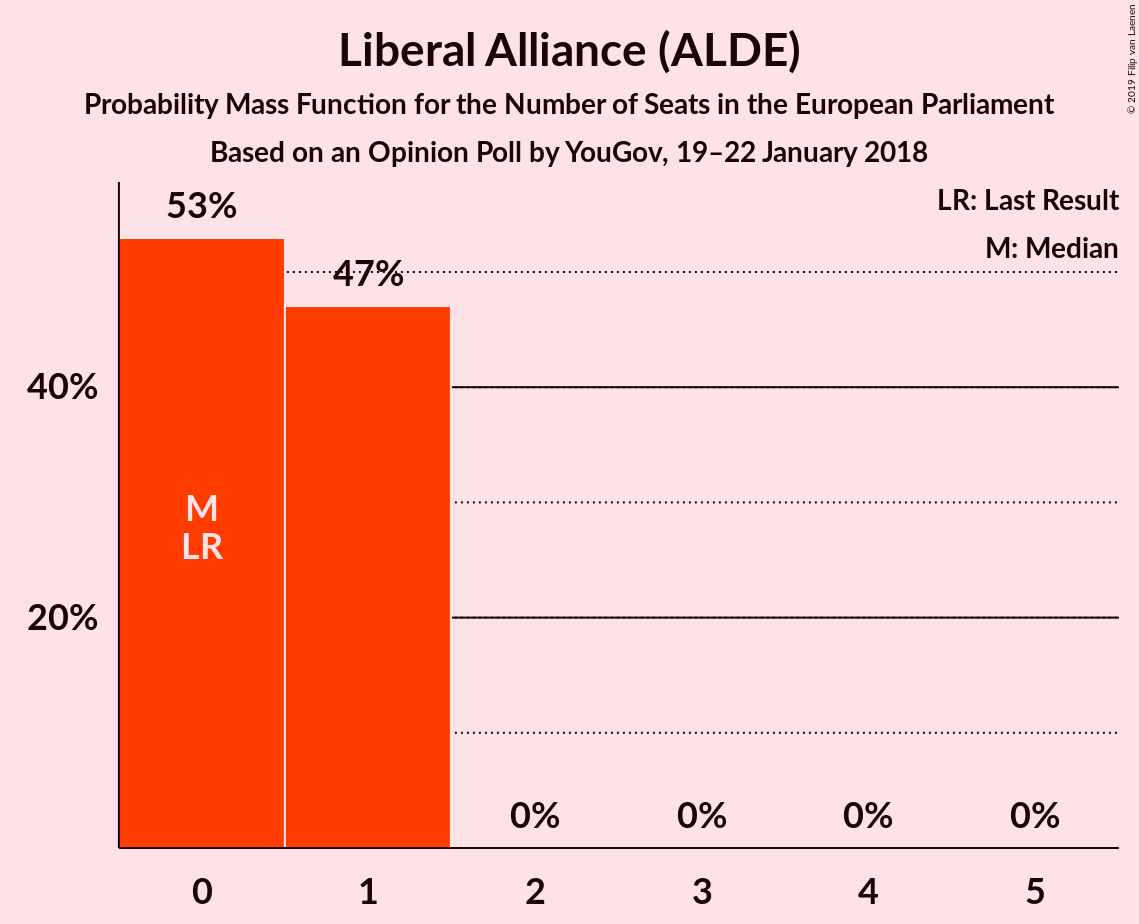 Liberal Alliance (ALDE)
Probability Mass Function for the Number of Seats in the European Parliament
Based on an Opinion Poll by YouGov, 19–22 January 2018
© 2019 Filip van Laenen
LR: Last Result
M: Median
53%
47%
40%
20%
M
LR
0%
0%
0%
0%
0
1
2
3
4
5